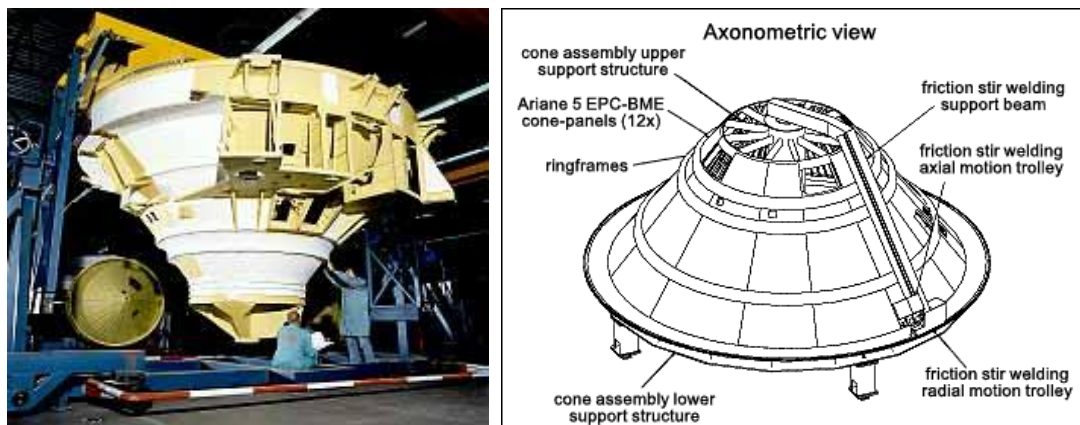 Axonometric view
cone assembly upper
support structure
Ariane 5 EPC-BME
cone-panels (12x)
ringframes
friction stir welding
support beam
friction stir welding
axial motion trolley
friction stir welding
radial motion trolley
cone assembly lower
support structure